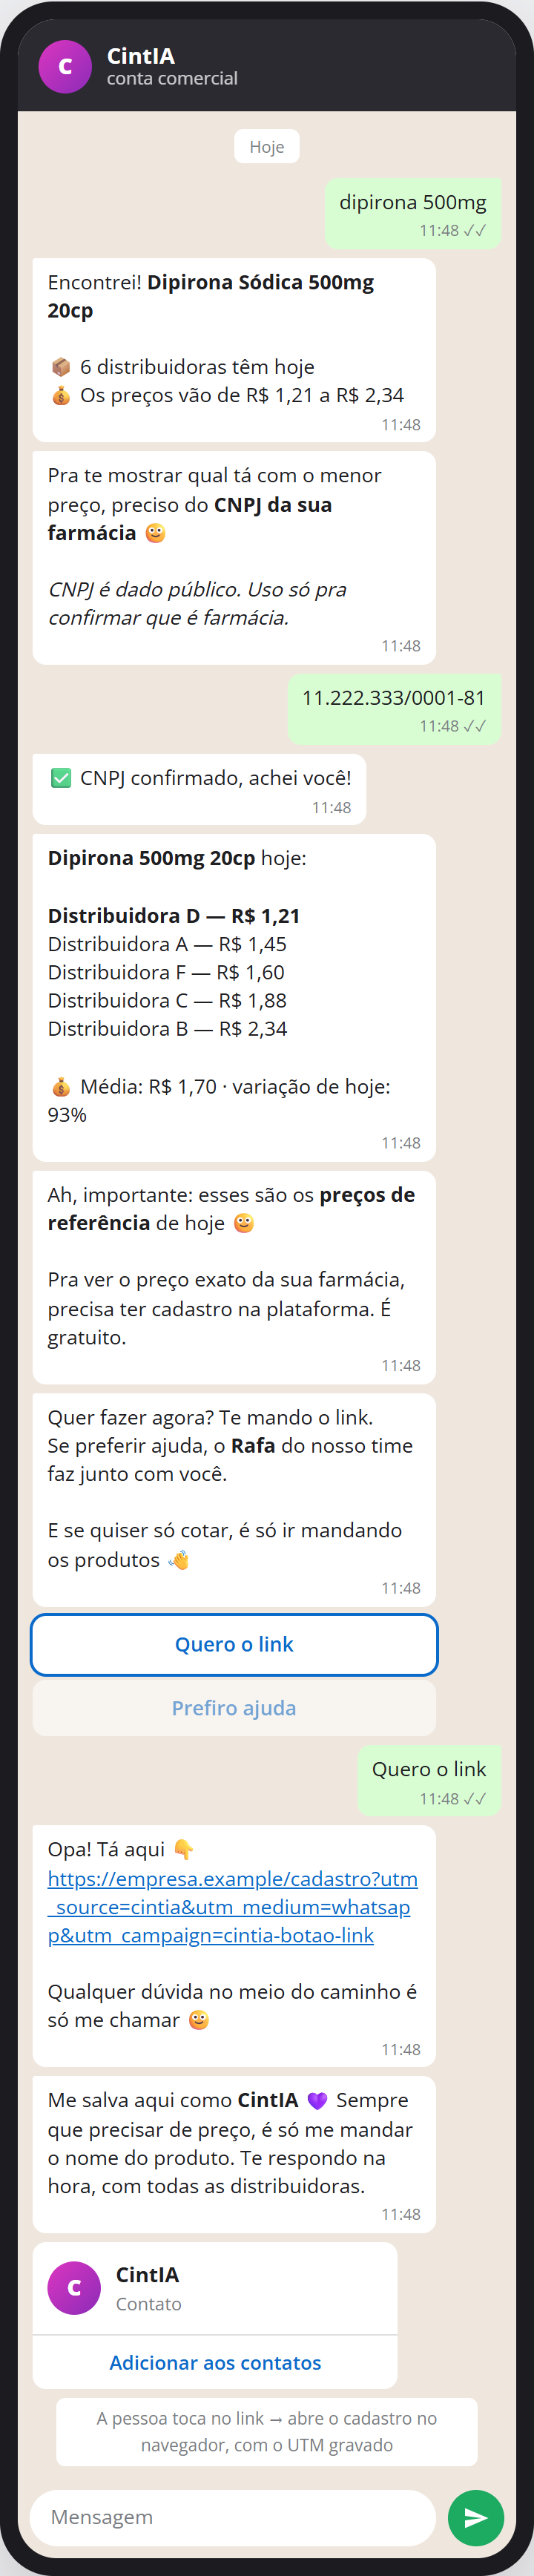 C
CintIA
conta comercial
Hoje
dipirona 500mg
11:48 ✓✓
Encontrei! Dipirona Sódica 500mg
20cp
📦 6 distribuidoras têm hoje
💰 Os preços vão de R$ 1,21 a R$ 2,34
11:48
Pra te mostrar qual tá com o menor
preço, preciso do CNPJ da sua
farmácia 😊
CNPJ é dado público. Uso só pra
confirmar que é farmácia.
11:48
11.222.333/0001-81
11:48 ✓✓
✅ CNPJ confirmado, achei você!
11:48
Dipirona 500mg 20cp hoje:
Distribuidora D — R$ 1,21
Distribuidora A — R$ 1,45
Distribuidora F — R$ 1,60
Distribuidora C — R$ 1,88
Distribuidora B — R$ 2,34
💰 Média: R$ 1,70 · variação de hoje:
93%
11:48
Ah, importante: esses são os preços de
referência de hoje 😊
Pra ver o preço exato da sua farmácia,
precisa ter cadastro na plataforma. É
gratuito.
11:48
Quer fazer agora? Te mando o link.
Se preferir ajuda, o Rafa do nosso time
faz junto com você.
E se quiser só cotar, é só ir mandando
os produtos 👋
11:48
Quero o link
Prefiro ajuda
Quero o link
11:48 ✓✓
Opa! Tá aqui 👇
https://empresa.example/cadastro?utm
_source=cintia&utm_medium=whatsap
p&utm_campaign=cintia-botao-link
Qualquer dúvida no meio do caminho é
só me chamar 😊
11:48
Me salva aqui como CintIA 💜 Sempre
que precisar de preço, é só me mandar
o nome do produto. Te respondo na
hora, com todas as distribuidoras.
11:48
C
CintIA
Contato
Adicionar aos contatos
A pessoa toca no link → abre o cadastro no
navegador, com o UTM gravado
Mensagem